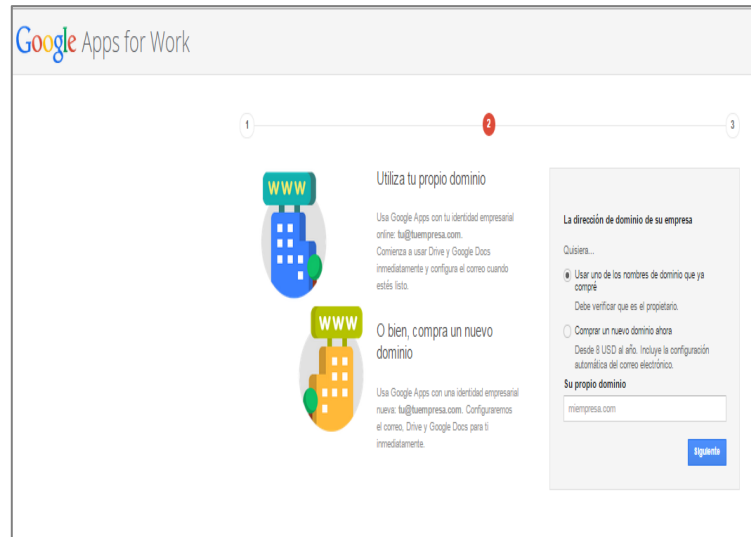 Google Apps for Work
1
2
3
WWW
Utiliza tu propio dominio
Usa Google Apps con tu identidad empresarial
online: tu@tuempresa.com.
Comienza a usar Drive y Google Docs
inmediatamente y configura el correo cuando
estés listo.
WWW
O bien, compra un nuevo
dominio
Usa Google Apps con una identidad empresarial
nueva: tu@tuempresa.com. Configuraremos
el correo, Drive y Google Docs para ti
inmediatamente.
La dirección de dominio de su empresa
Quisiera...
Usar uno de los nombres de dominio que ya
compré
Debe verificar que es el propietario.
Comprar un nuevo dominio ahora
Desde 8 USD al año. Incluye la configuración
automática del correo electrónico.
Su propio dominio
miempresa.com
Siguiente